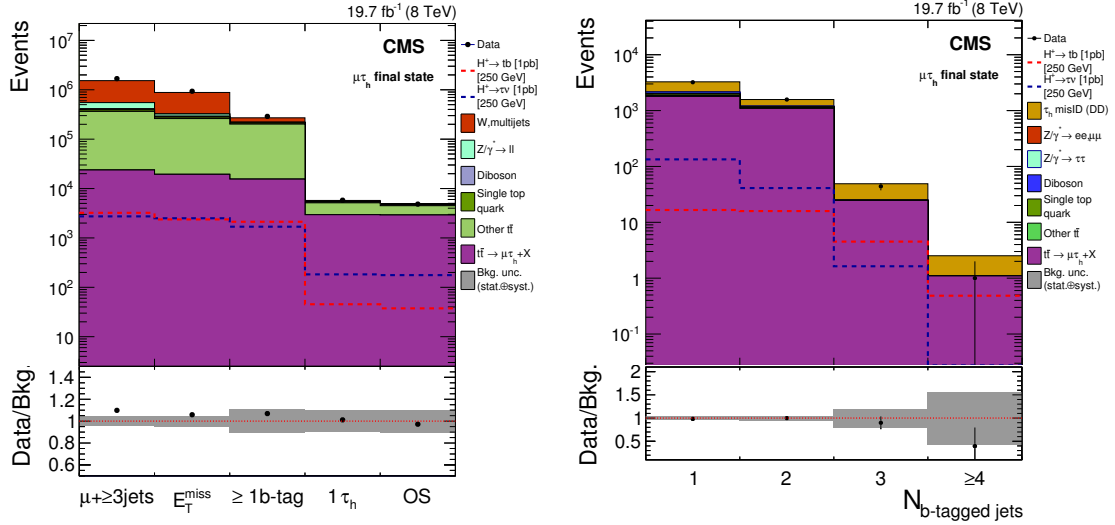 19.7 fb⁻¹ (8 TeV)
Events
10⁷
10⁶
10⁵
10⁴
10³
10²
10
CMS
μτₕ final state
Data
H⁺→ tb [1pb]
[250 GeV]
H⁺→τν [1pb]
[250 GeV]
W,multijets
Z/γ* → ll
Diboson
Single top
quark
Other tt̄
tt̄ → μτₕ+X
Bkg. unc.
(stat.⊕syst.)
Data/Bkg.
1.4
1.2
1
0.8
0.6
μ+≥3jets
E_T^miss
≥ 1b-tag
1 τₕ
OS
19.7 fb⁻¹ (8 TeV)
Events
10⁴
10³
10²
10
1
10⁻¹
CMS
μτₕ final state
Data
H⁺→ tb [1pb]
[250 GeV]
H⁺→τν [1pb]
[250 GeV]
τₕ misID (DD)
Z/γ* → ee,μμ
Z/γ* → ττ
Diboson
Single top
quark
Other tt̄
tt̄ → μτₕ+X
Bkg. unc.
(stat.⊕syst.)
Data/Bkg.
2
1.5
1
0.5
1
2
3
≥4
N_b-tagged jets